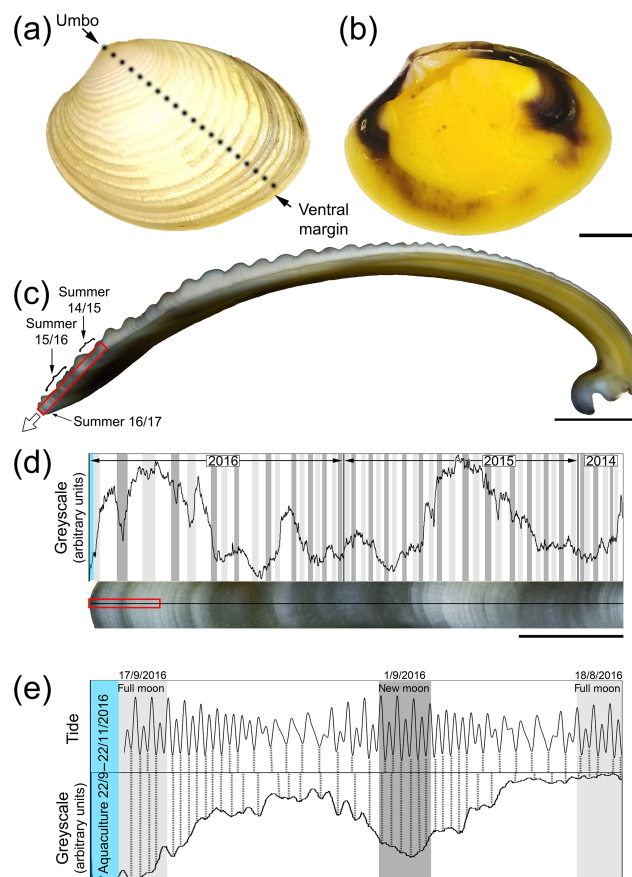 (a)
Umbo
(b)
Ventral
margin
(c)
Summer
14/15
Summer
15/16
Summer 16/17
(d)
2016
2015
2014
Greyscale
(arbitrary units)
(e)
17/9/2016
1/9/2016
18/8/2016
Full moon
New moon
Full moon
Tide
Greyscale
(arbitrary units)
Aquaculture 22/9–22/11/2016